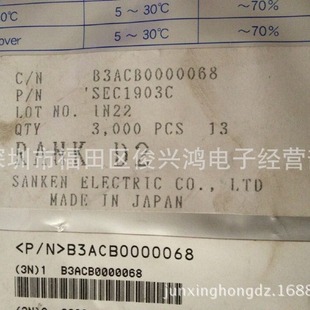 ℃ 5 ~ 30℃ ~70%
over 5 ~ 30℃ ~70%
C/N B3ACB0000068
P/N 'SEC1903C
LOT NO. 1N22
QTY 3,000 PCS 13
深圳市福田区俊兴鸿电子经营
RANK D2
SANKEN ELECTRIC CO., LTD
MADE IN JAPAN
<P/N>B3ACB0000068
(3N)1 B3ACB0000068
junxinghongdz.1688